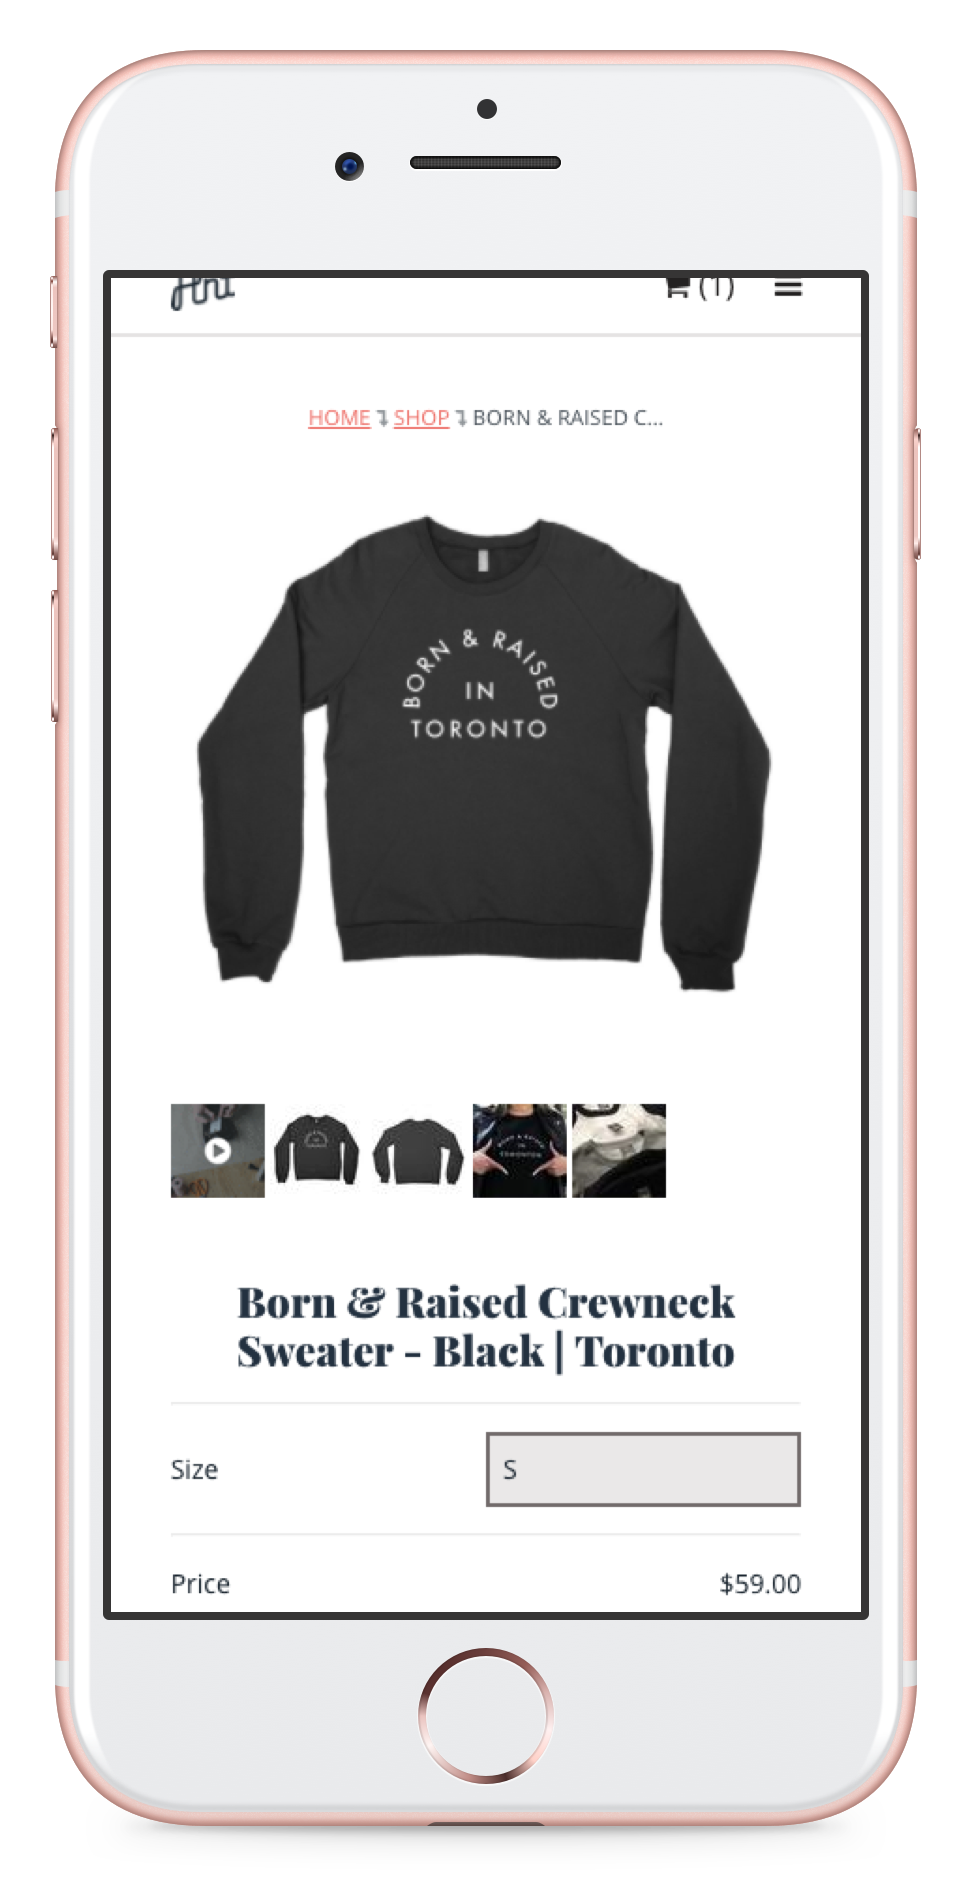 (1)
HOME ↴ SHOP ↴ BORN & RAISED C...
BORN & RAISED
IN
TORONTO
Born & Raised Crewneck
Sweater - Black | Toronto
Size
S
Price
$59.00